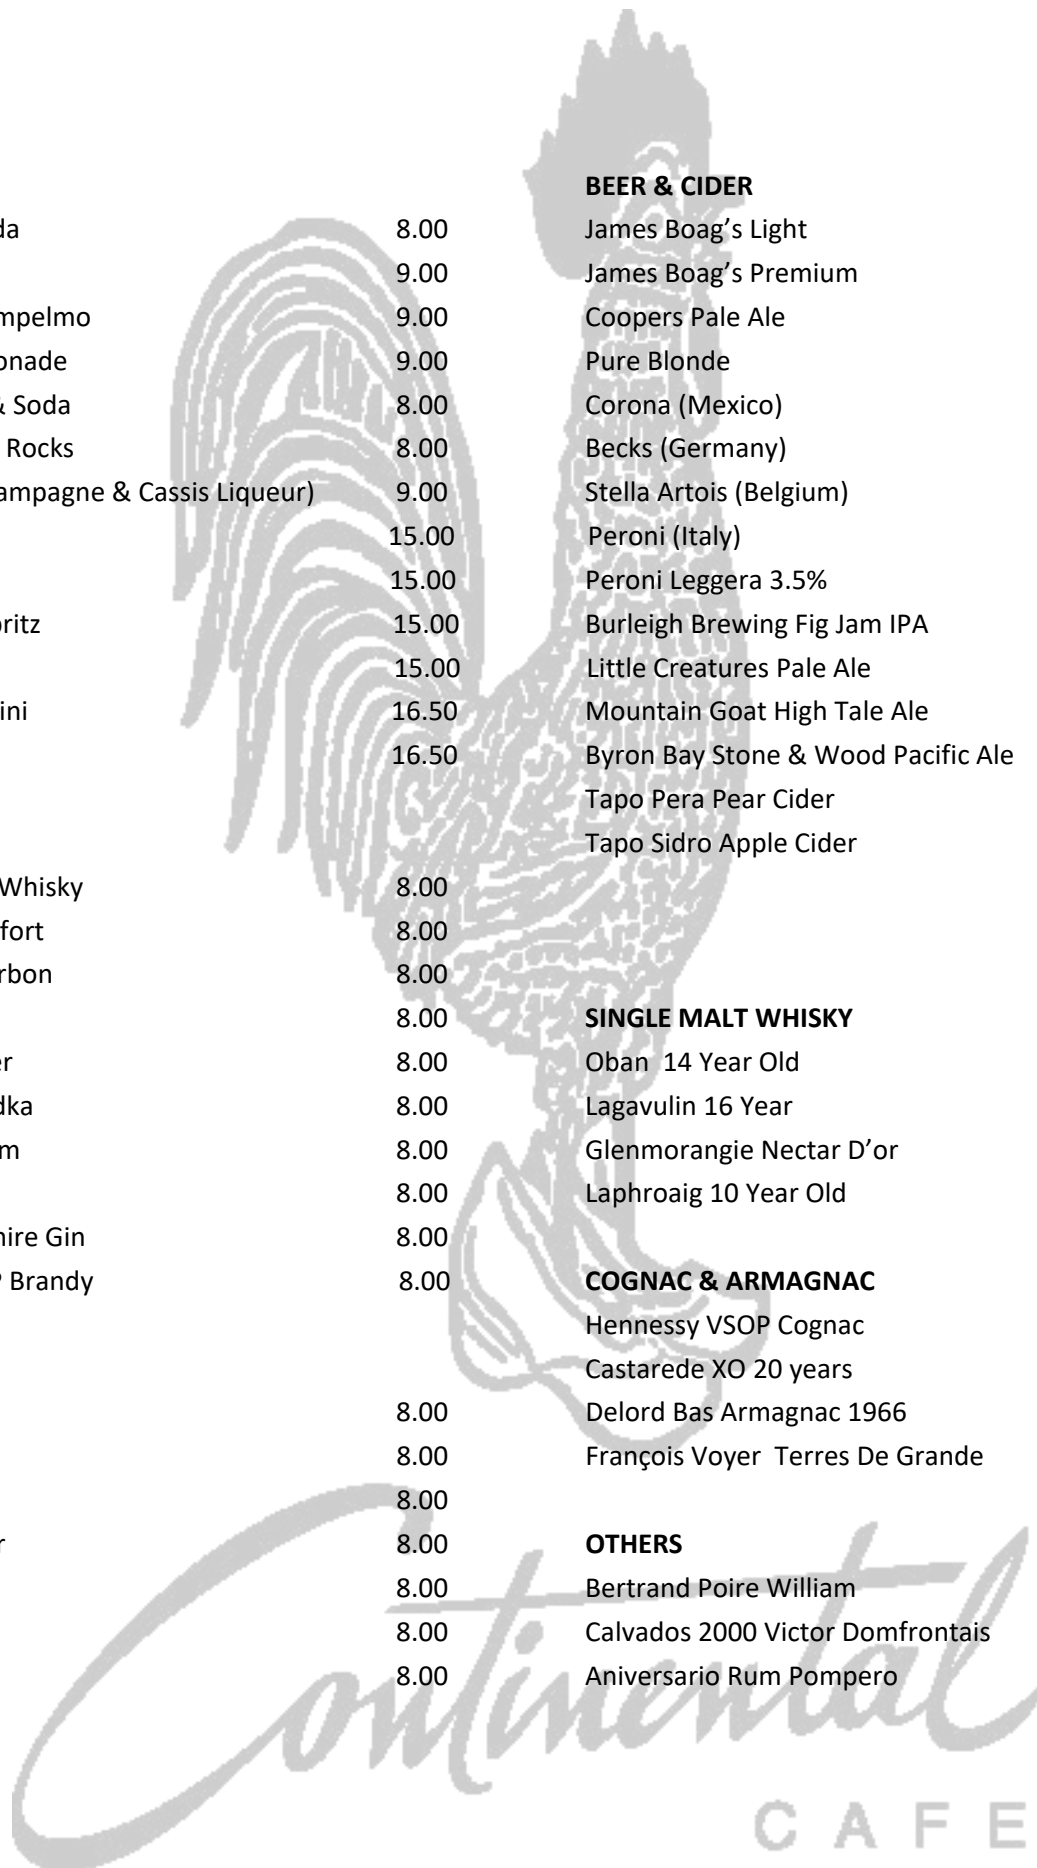 BEER & CIDER
da 8.00 James Boag’s Light
9.00 James Boag’s Premium
mpelmo 9.00 Coopers Pale Ale
onade 9.00 Pure Blonde
& Soda 8.00 Corona (Mexico)
Rocks 8.00 Becks (Germany)
ampagne & Cassis Liqueur) 9.00 Stella Artois (Belgium)
15.00 Peroni (Italy)
15.00 Peroni Leggera 3.5%
oritz 15.00 Burleigh Brewing Fig Jam IPA
15.00 Little Creatures Pale Ale
ini 16.50 Mountain Goat High Tale Ale
16.50 Byron Bay Stone & Wood Pacific Ale
Tapo Pera Pear Cider
Tapo Sidro Apple Cider
Whisky 8.00
fort 8.00
rbon 8.00
8.00 SINGLE MALT WHISKY
er 8.00 Oban 14 Year Old
dka 8.00 Lagavulin 16 Year
m 8.00 Glenmorangie Nectar D’or
8.00 Laphroaig 10 Year Old
hire Gin 8.00
P Brandy 8.00 COGNAC & ARMAGNAC
Hennessy VSOP Cognac
Castarede XO 20 years
8.00 Delord Bas Armagnac 1966
8.00 François Voyer Terres De Grande
8.00
r 8.00 OTHERS
8.00 Bertrand Poire William
8.00 Calvados 2000 Victor Domfrontais
8.00 Aniversario Rum Pompero
Continental
CAFE